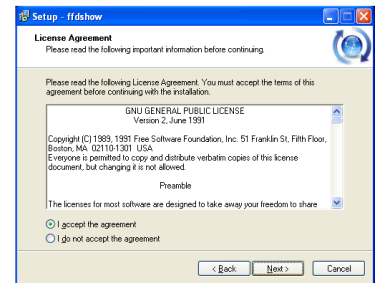 Setup - ffdshow
License Agreement
Please read the following important information before continuing.
Please read the following License Agreement. You must accept the terms of this
agreement before continuing with the installation.
GNU GENERAL PUBLIC LICENSE
Version 2, June 1991
Copyright (C) 1989, 1991 Free Software Foundation, Inc. 51 Franklin St, Fifth Floor,
Boston, MA 02110-1301 USA
Everyone is permitted to copy and distribute verbatim copies of this license
document, but changing it is not allowed.
Preamble
The licenses for most software are designed to take away your freedom to share
I accept the agreement
I do not accept the agreement
< Back
Next >
Cancel